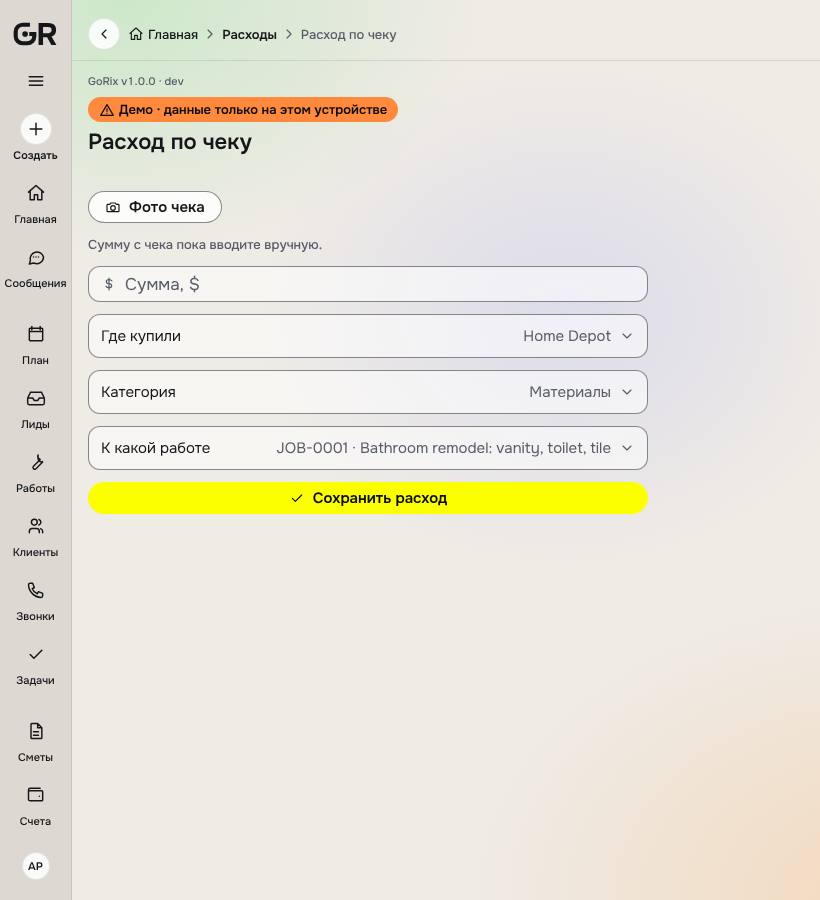 GR
Главная
Расходы
Расход по чеку
GoRix v1.0.0 · dev
Демо · данные только на этом устройстве
Расход по чеку
Фото чека
Сумму с чека пока вводите вручную.
$ Сумма, $
Где купили Home Depot
Категория Материалы
К какой работе JOB-0001 · Bathroom remodel: vanity, toilet, tile
Сохранить расход
Создать
Главная
Сообщения
План
Лиды
Работы
Клиенты
Звонки
Задачи
Сметы
Счета
AP